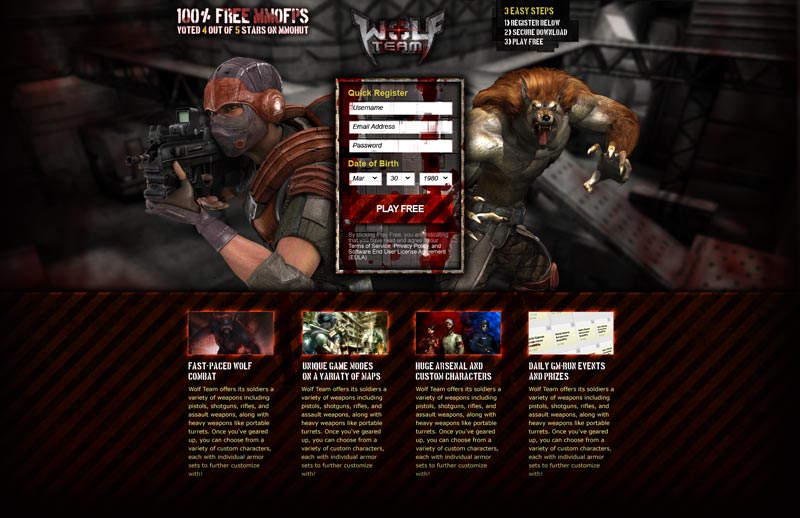 100% FREE MMOFPS
VOTED 4 OUT OF 5 STARS ON MMOHUT
WOLF
TEAM
3 EASY STEPS
1) REGISTER BELOW
2) SECURE DOWNLOAD
3) PLAY FREE
Quick Register
Username
Email Address
Password
Date of Birth
Mar 30 1980
PLAY FREE
By clicking Play Free, you are indicating
that you have read and agree to our
Terms of Service, Privacy Policy and
Software End User License Agreement
(EULA)
FAST-PACED WOLF
COMBAT
Wolf Team offers its soldiers a
variety of weapons including
pistols, shotguns, rifles, and
assault weapons, along with
heavy weapons like portable
turrets. Once you've geared
up, you can choose from a
variety of custom characters,
each with individual armor
sets to further customize
with!
UNIQUE GAME MODES
ON A VARIATY OF MAPS
Wolf Team offers its soldiers a
variety of weapons including
pistols, shotguns, rifles, and
assault weapons, along with
heavy weapons like portable
turrets. Once you've geared
up, you can choose from a
variety of custom characters,
each with individual armor
sets to further customize
with!
HUGE ARSENAL AND
CUSTOM CHARACTERS
Wolf Team offers its soldiers a
variety of weapons including
pistols, shotguns, rifles, and
assault weapons, along with
heavy weapons like portable
turrets. Once you've geared
up, you can choose from a
variety of custom characters,
each with individual armor
sets to further customize
with!
DAILY GM-RUN EVENTS
AND PRIZES
Wolf Team offers its soldiers a
variety of weapons including
pistols, shotguns, rifles, and
assault weapons, along with
heavy weapons like portable
turrets. Once you've geared
up, you can choose from a
variety of custom characters,
each with individual armor
sets to further customize
with!